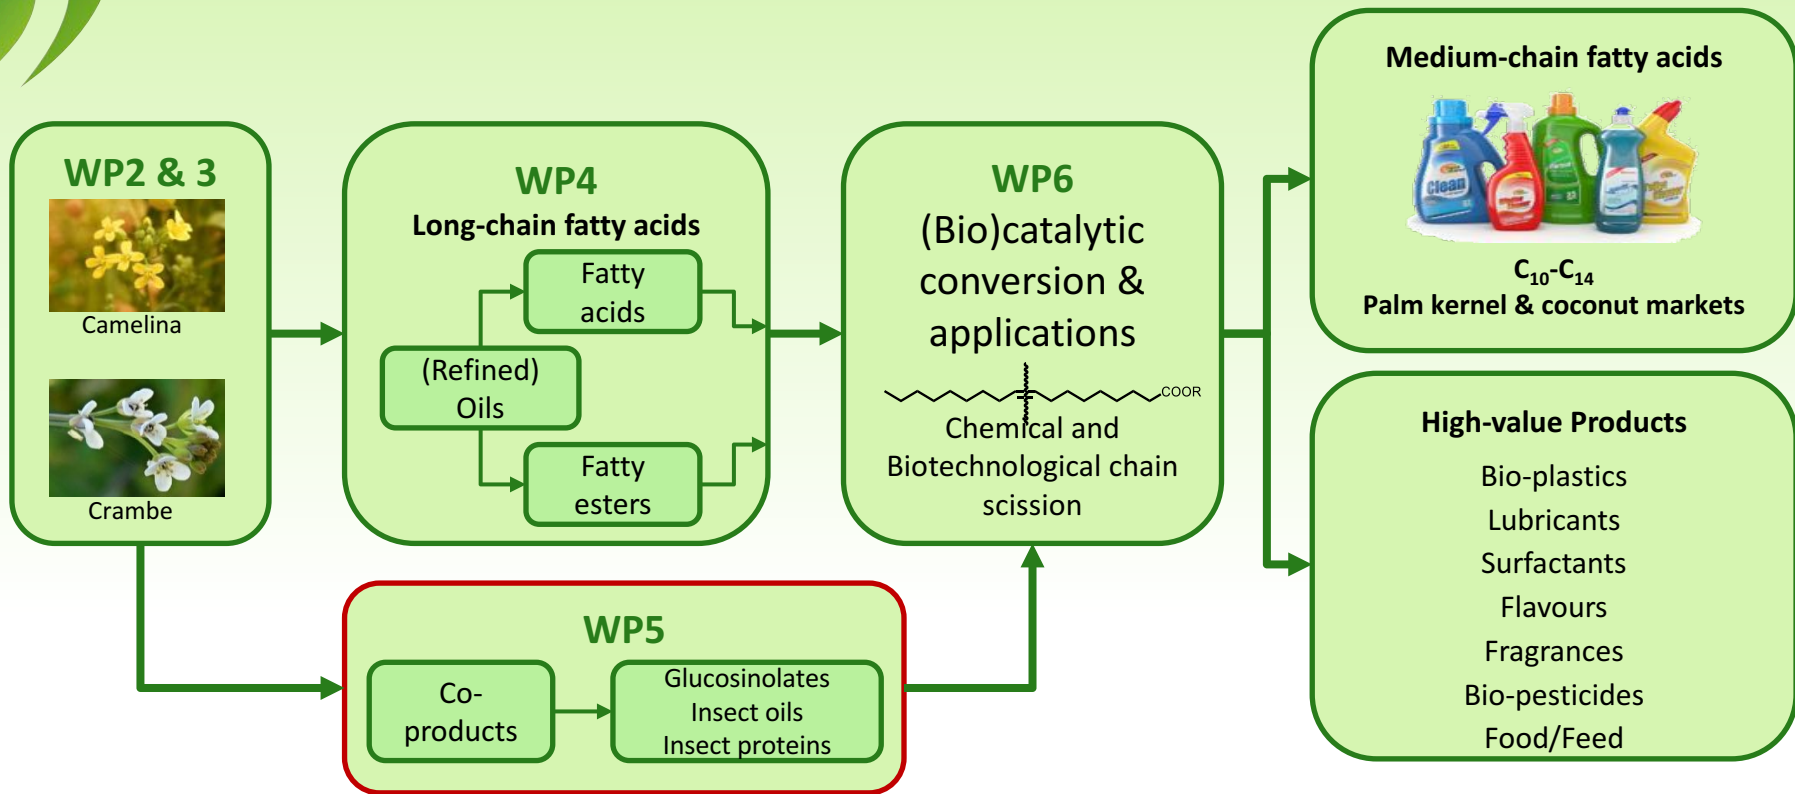 WP2 & 3
Camelina
Crambe
WP4
Long-chain fatty acids
Fatty
acids
(Refined)
Oils
Fatty
esters
WP5
Co-
products
Glucosinolates
Insect oils
Insect proteins
WP6
(Bio)catalytic
conversion &
applications
COOR
Chemical and
Biotechnological chain
scission
Medium-chain fatty acids
Clean
C₁₀-C₁₄
Palm kernel & coconut markets
High-value Products
Bio-plastics
Lubricants
Surfactants
Flavours
Fragrances
Bio-pesticides
Food/Feed